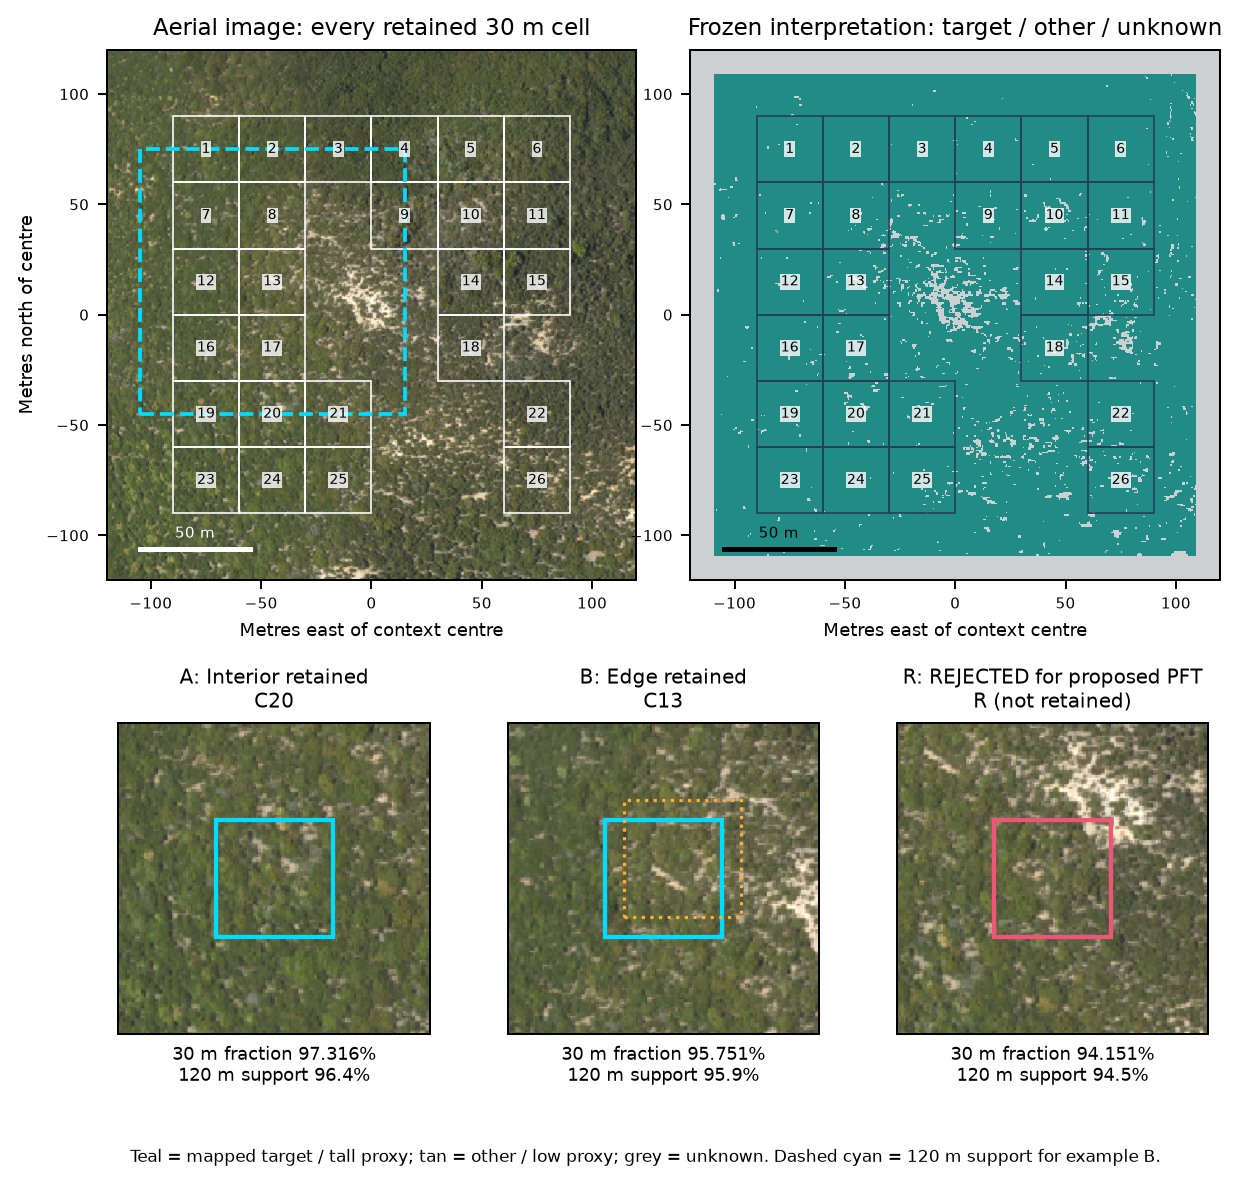 Aerial image: every retained 30 m cell
Frozen interpretation: target / other / unknown
Metres north of centre
100
50
0
−50
−100
1 2 3 4 5 6
7 8 9 10 11
12 13 14 15
16 17 18
19 20 21 22
23 24 25 26
50 m
−100 −50 0 50 100
Metres east of context centre
100
50
0
−50
−100
1 2 3 4 5 6
7 8 9 10 11
12 13 14 15
16 17 18
19 20 21 22
23 24 25 26
50 m
−100 −50 0 50 100
Metres east of context centre
A: Interior retained
C20
30 m fraction 97.316%
120 m support 96.4%
B: Edge retained
C13
30 m fraction 95.751%
120 m support 95.9%
R: REJECTED for proposed PFT
R (not retained)
30 m fraction 94.151%
120 m support 94.5%
Teal = mapped target / tall proxy; tan = other / low proxy; grey = unknown. Dashed cyan = 120 m support for example B.